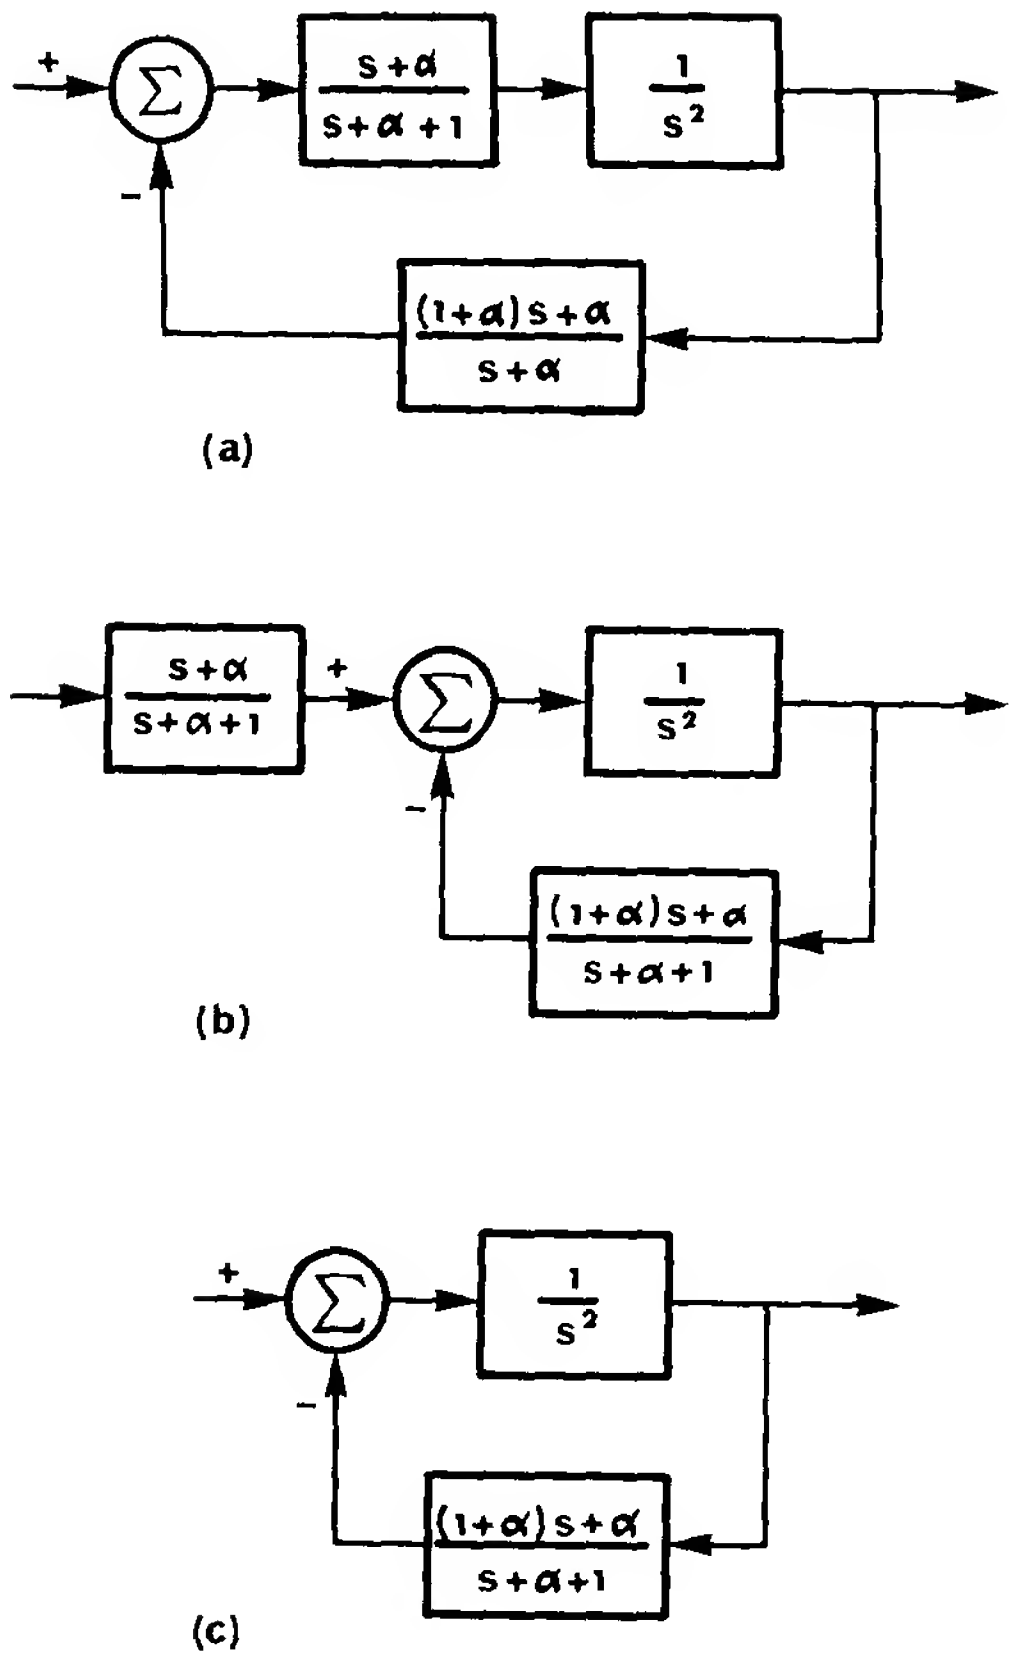 + Σ s+α / s+α+1 1 / s²
−
(1+α)s+α / s+α
(a)
s+α / s+α+1 + Σ 1 / s²
−
(1+α)s+α / s+α+1
(b)
+ Σ 1 / s²
−
(1+α)s+α / s+α+1
(c)